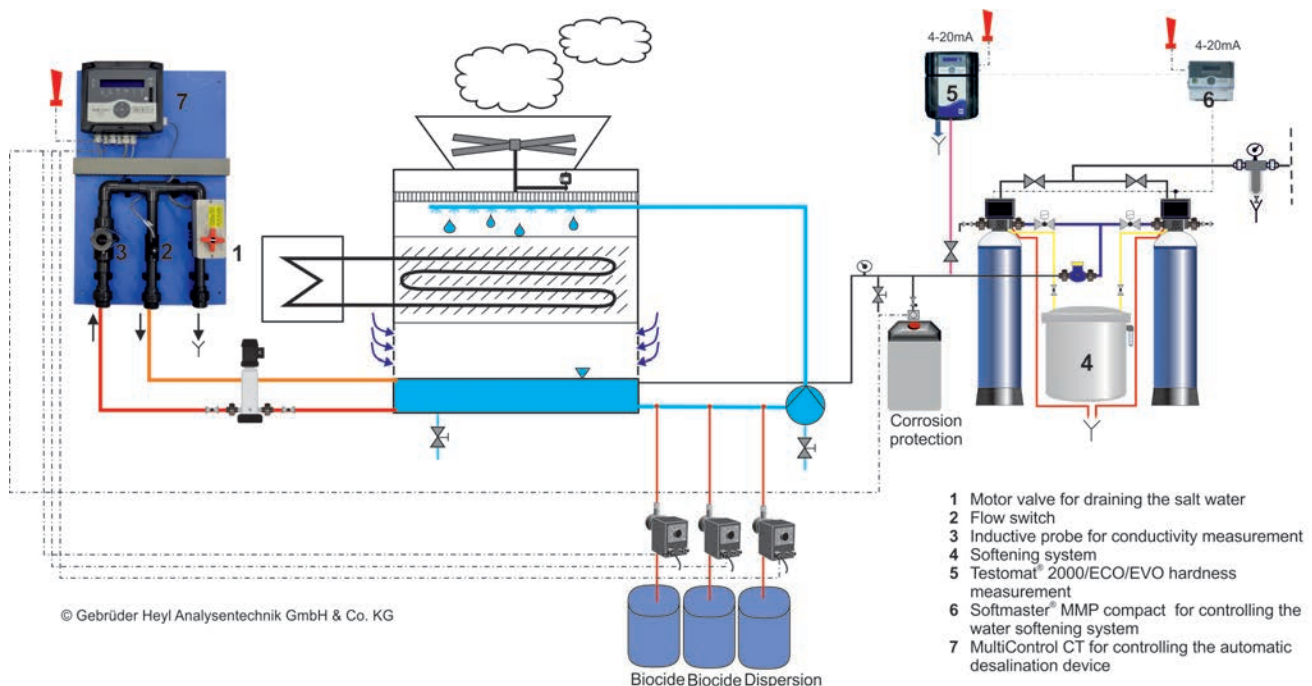 4-20mA
4-20mA
7
5
6
3
2
1
4
Corrosion
protection
1 Motor valve for draining the salt water
2 Flow switch
3 Inductive probe for conductivity measurement
4 Softening system
5 Testomat® 2000/ECO/EVO hardness
measurement
6 Softmaster® MMP compact for controlling the
water softening system
7 MultiControl CT for controlling the automatic
desalination device
© Gebrüder Heyl Analysentechnik GmbH & Co. KG
Biocide Biocide Dispersion